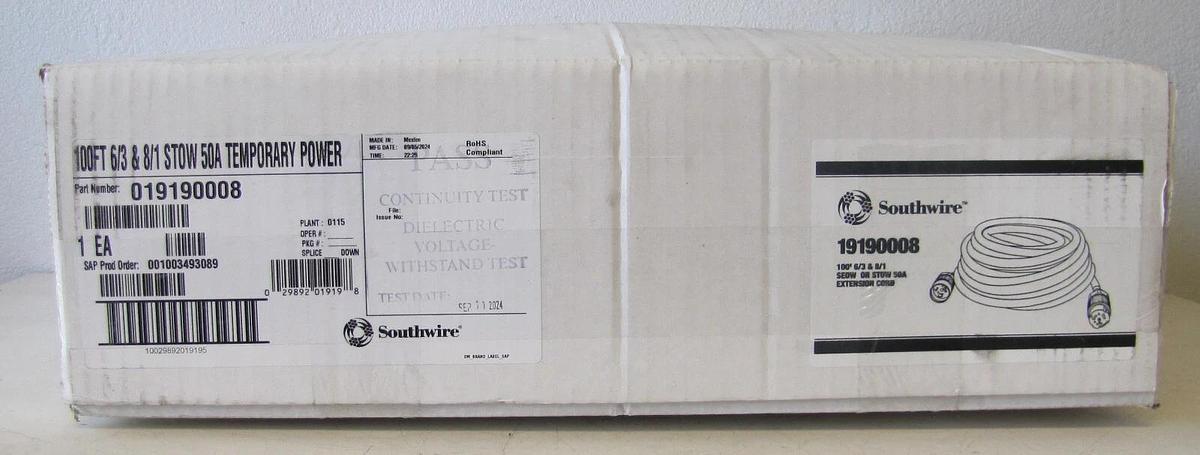 100FT 6/3 & 8/1 STOW 50A TEMPORARY POWER
Part Number: 019190008
1 EA
SAP Prod Order: 001003493089
10029892019195
PLANT : 0115
OPER # :
PKG # :
SPLICE DOWN
0 29892 01919 8
MADE IN: Mexico
MFG DATE: 09/05/2024
TIME: 22:25
RoHS
Compliant
PASS
CONTINUITY TEST
File:
Issue No:
DIELECTRIC
VOLTAGE-
WITHSTAND TEST
TEST DATE:
SEP 11 2024
Southwire®
Southwire™
19190008
100' 6/3 & 8/1
SEOW OR STOW 50A
EXTENSION CORD